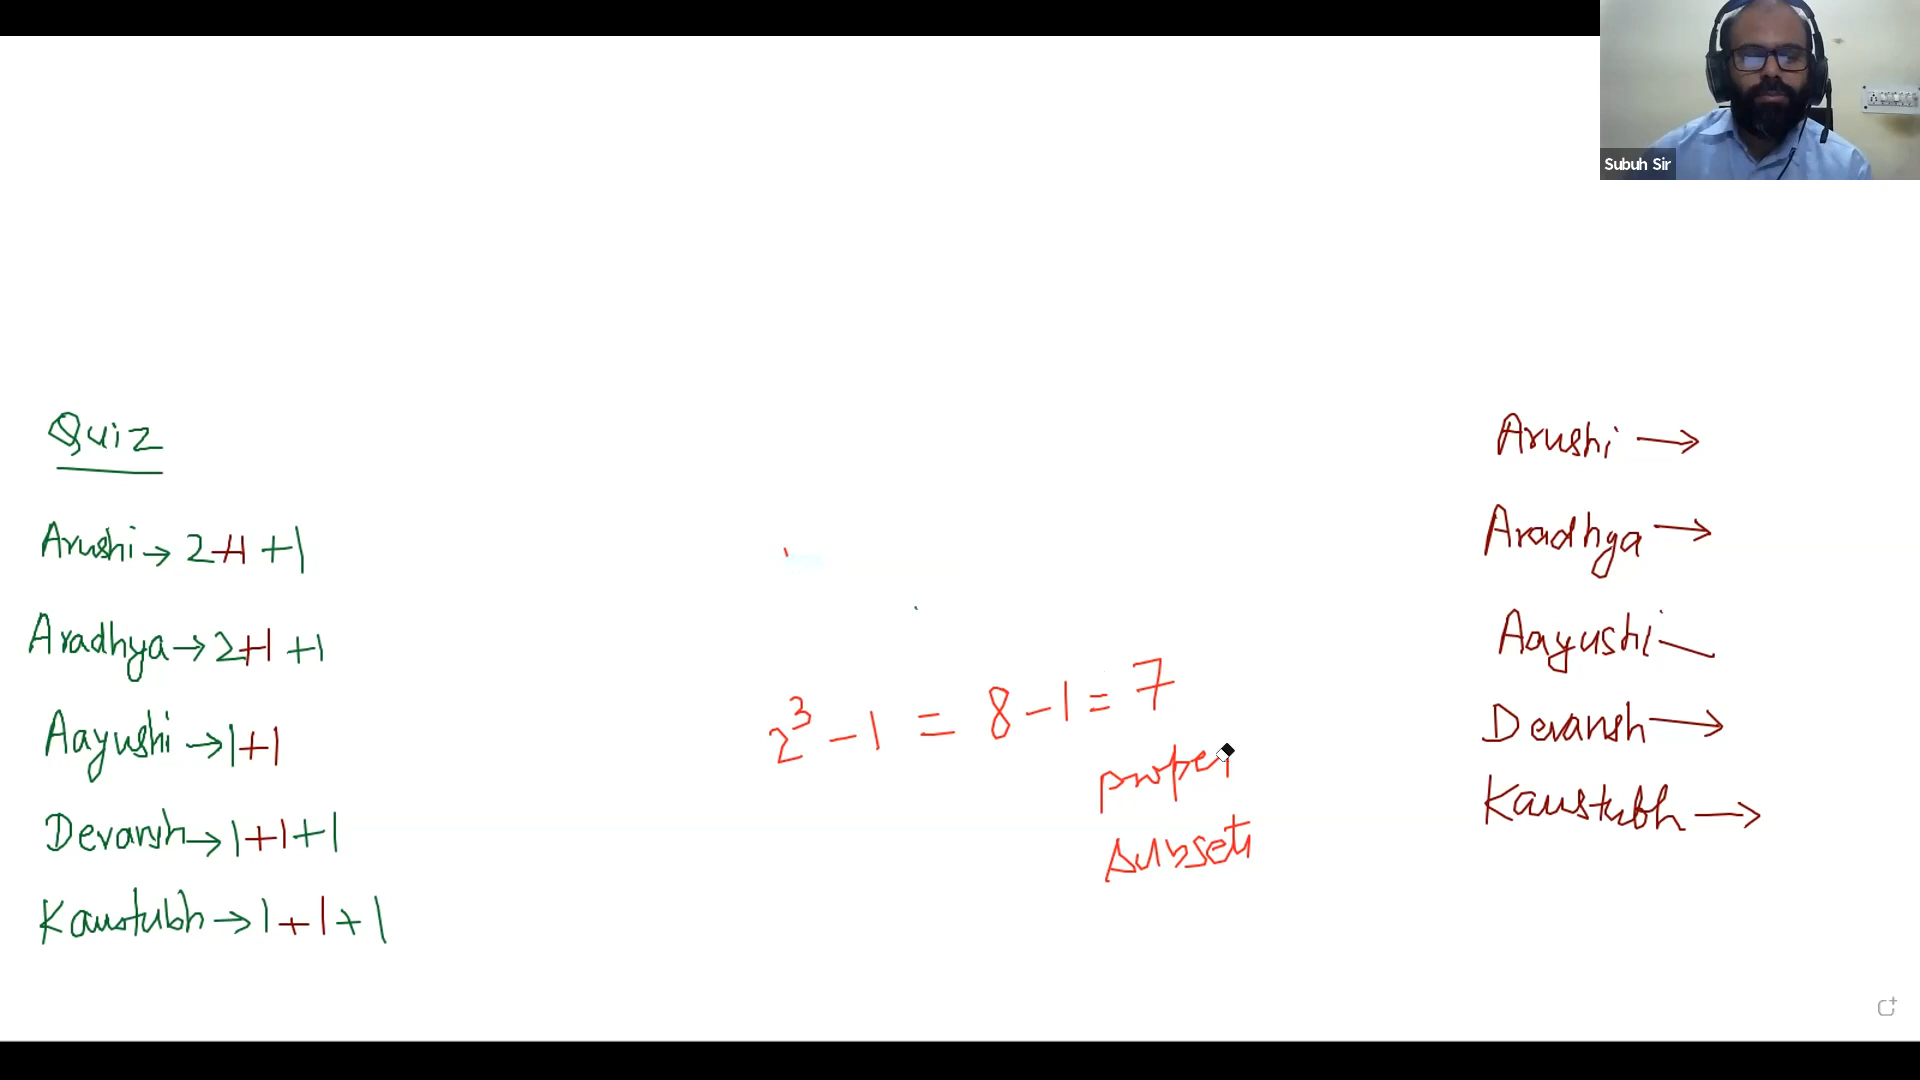 Subuh Sir
Quiz
Arushi → 2+1 +1
Aradhya → 2+1 +1
Aayushi → 1+1
Devansh → 1+1+1
Kaustubh → 1+1+1
2³ - 1 = 8 - 1 = 7
proper
subsets
Arushi →
Aradhya →
Aayushi —
Devansh →
Kaustubh →